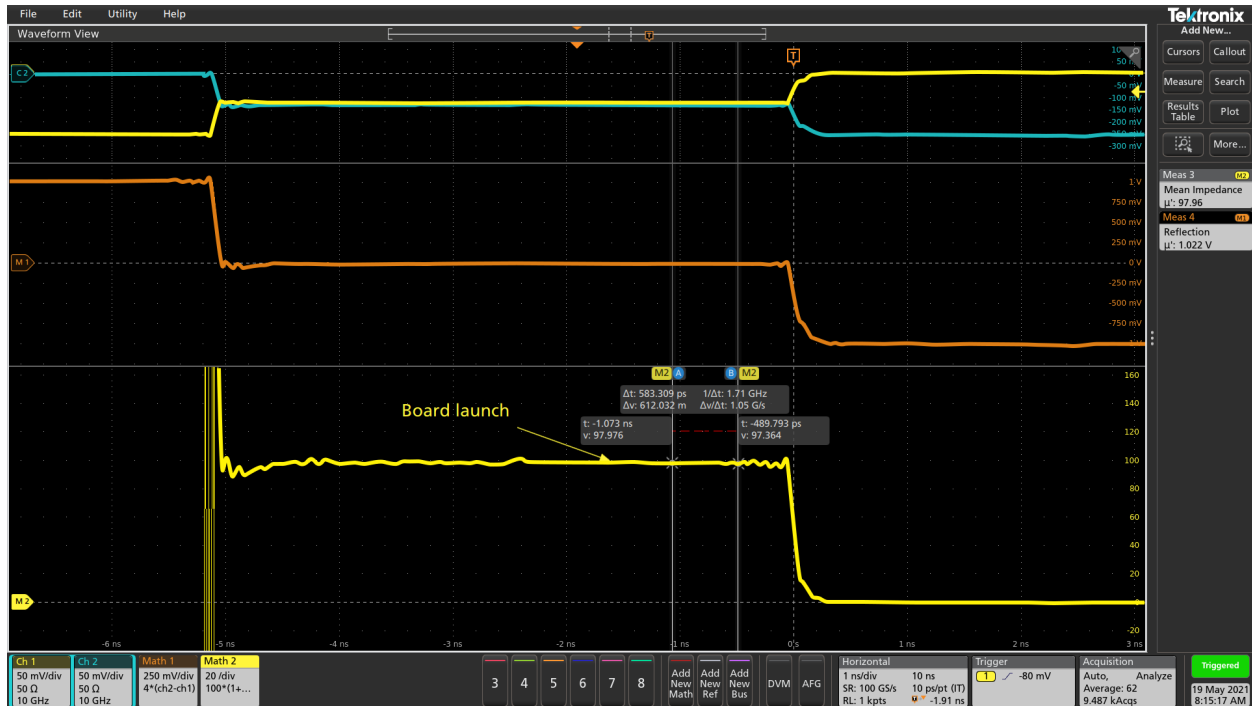 File Edit Utility Help
Tektronix
Waveform View
Add New...
Cursors Callout
Measure Search
Results Table Plot
More...
C2
T
-50 mV
-100 mV
-150 mV
-200 mV
-300 mV
Meas 3 M2
Mean Impedance
µ': 97.96
Meas 4 M1
Reflection
µ': 1.022 V
M1
1 V
750 mV
500 mV
250 mV
0 V
-250 mV
-500 mV
-750 mV
M2 A B M2
Δt: 583.309 ps 1/Δt: 1.71 GHz
Δv: 612.032 m Δv/Δt: 1.05 G/s
t: -1.073 ns
v: 97.976
t: -489.793 ps
v: 97.364
Board launch
160
140
120
100
80
60
40
20
0
-20
M2
-6 ns -5 ns -4 ns -3 ns -2 ns -1 ns 0 s 1 ns 2 ns 3 ns
Ch 1
50 mV/div
50 Ω
10 GHz
Ch 2
50 mV/div
50 Ω
10 GHz
Math 1
250 mV/div
4*(ch2-ch1)
Math 2
20 /div
100*(1+...
3 4 5 6 7 8
Add New Math
Add New Ref
Add New Bus
DVM AFG
Horizontal
1 ns/div 10 ns
SR: 100 GS/s 10 ps/pt (IT)
RL: 1 kpts -1.91 ns
Trigger
1 -80 mV
Acquisition
Auto, Analyze
Average: 62
9.487 kAcqs
Triggered
19 May 2021
8:15:17 AM